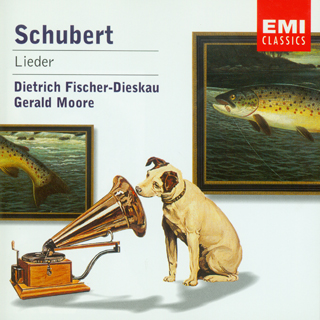 Schubert
Lieder
Dietrich Fischer-Dieskau
Gerald Moore
EMI
CLASSICS